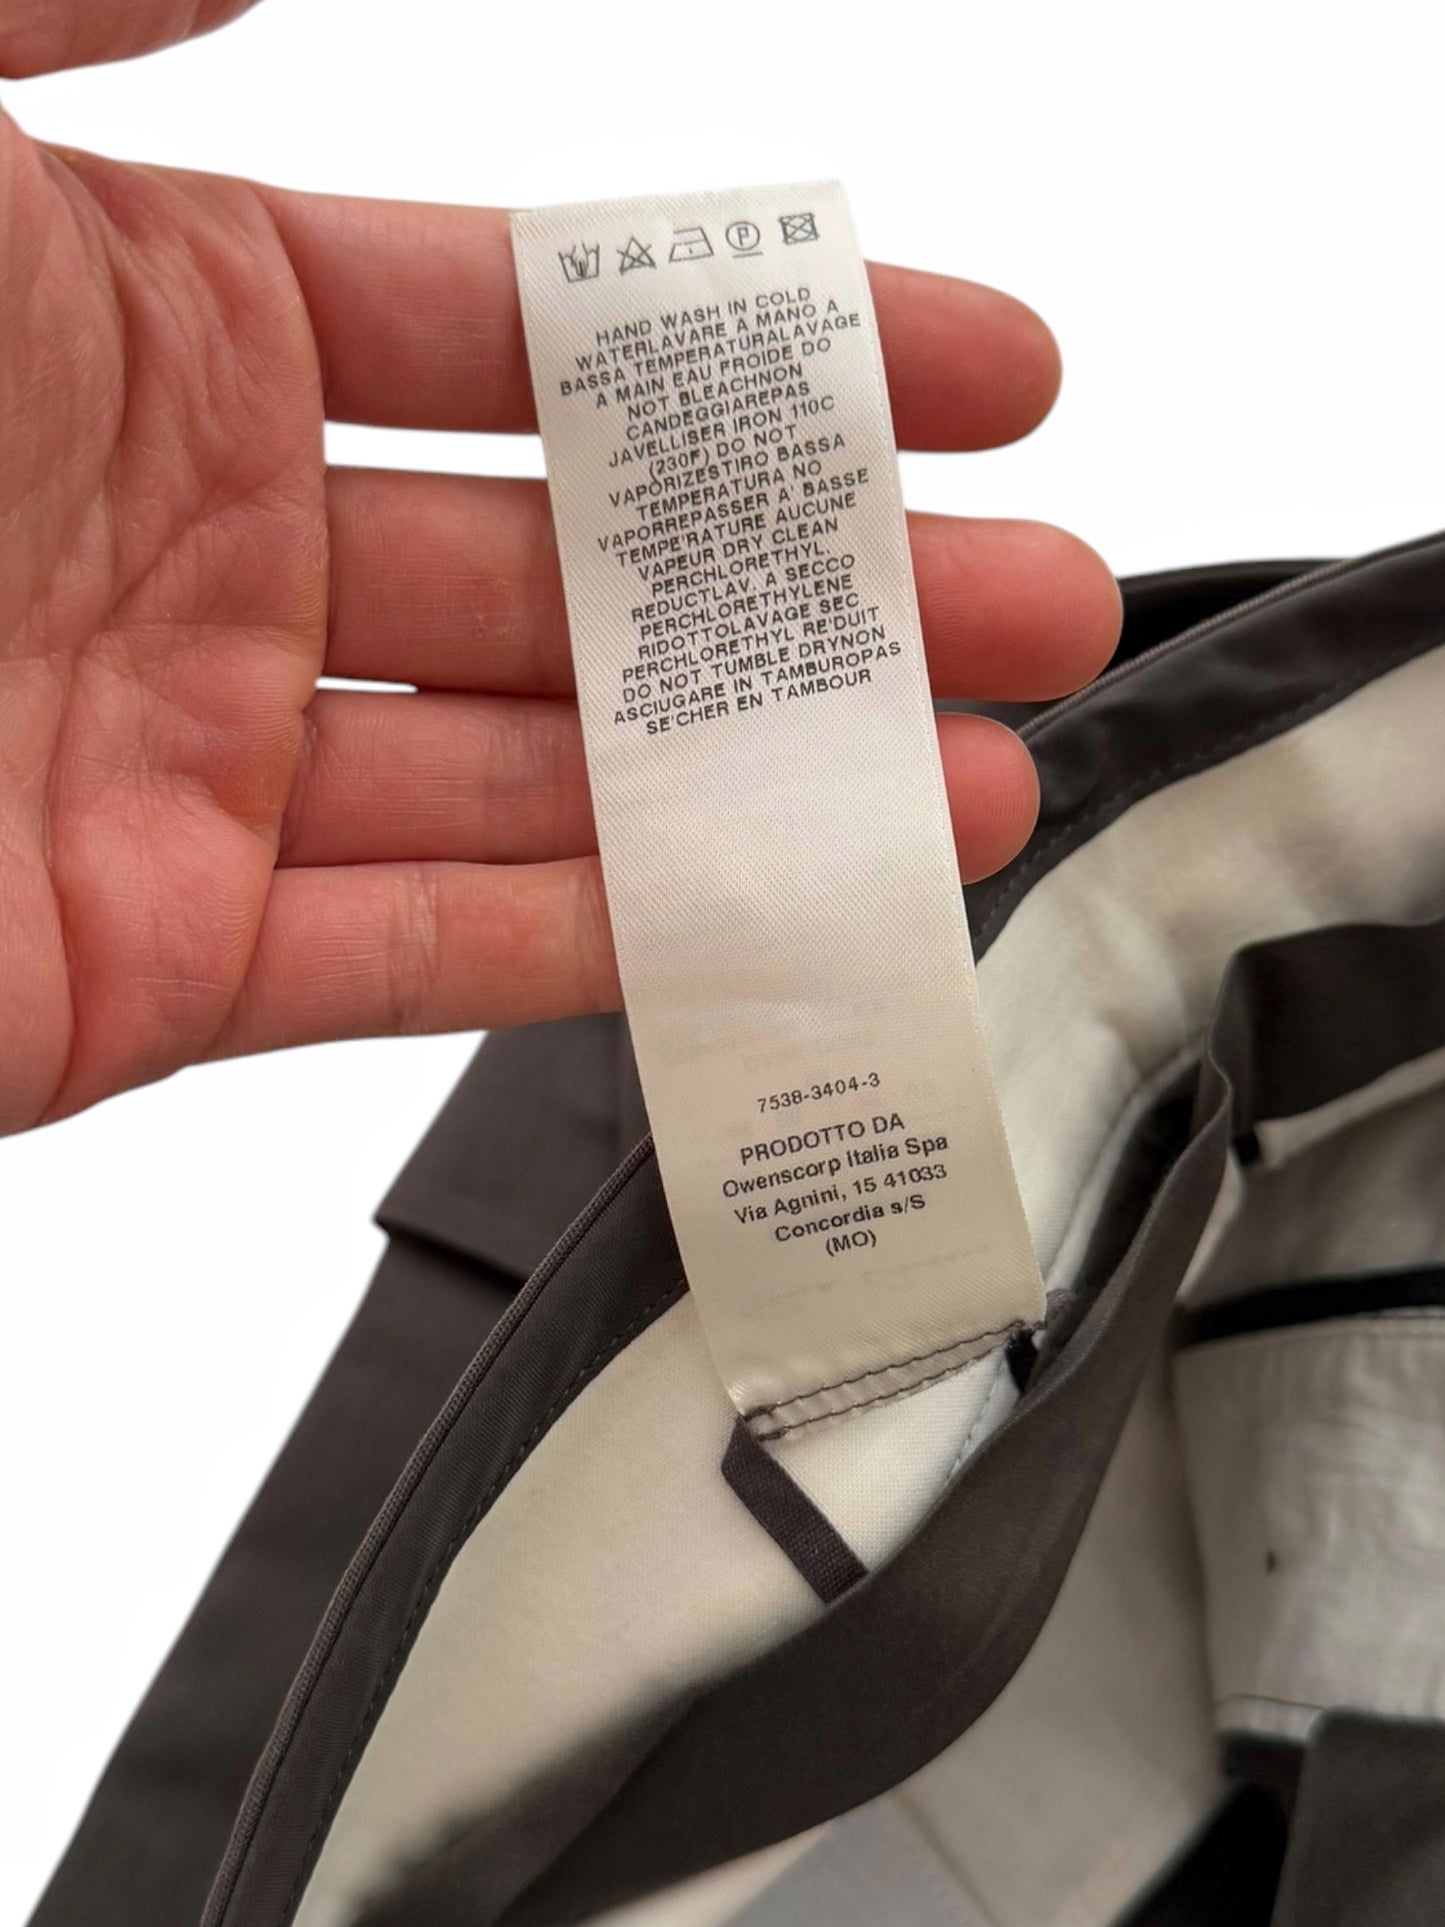 P
HAND WASH IN COLD
WATERLAVARE A MANO A
BASSA TEMPERATURALAVAGE
A MAIN EAU FROIDE DO
NOT BLEACHNON
CANDEGGIAREPAS
JAVELLISER IRON 110C
(230F) DO NOT
VAPORIZESTIRO BASSA
TEMPERATURA NO
VAPORREPASSER A' BASSE
TEMPE'RATURE AUCUNE
VAPEUR DRY CLEAN
PERCHLORETHYL.
REDUCTLAV. A SECCO
PERCHLORETHYLENE
RIDOTTOLAVAGE SEC
PERCHLORETHYL RE'DUIT
DO NOT TUMBLE DRYNON
ASCIUGARE IN TAMBUROPAS
SE'CHER EN TAMBOUR
7538-3404-3
PRODOTTO DA
Owenscorp Italia Spa
Via Agnini, 15 41033
Concordia s/S
(MO)